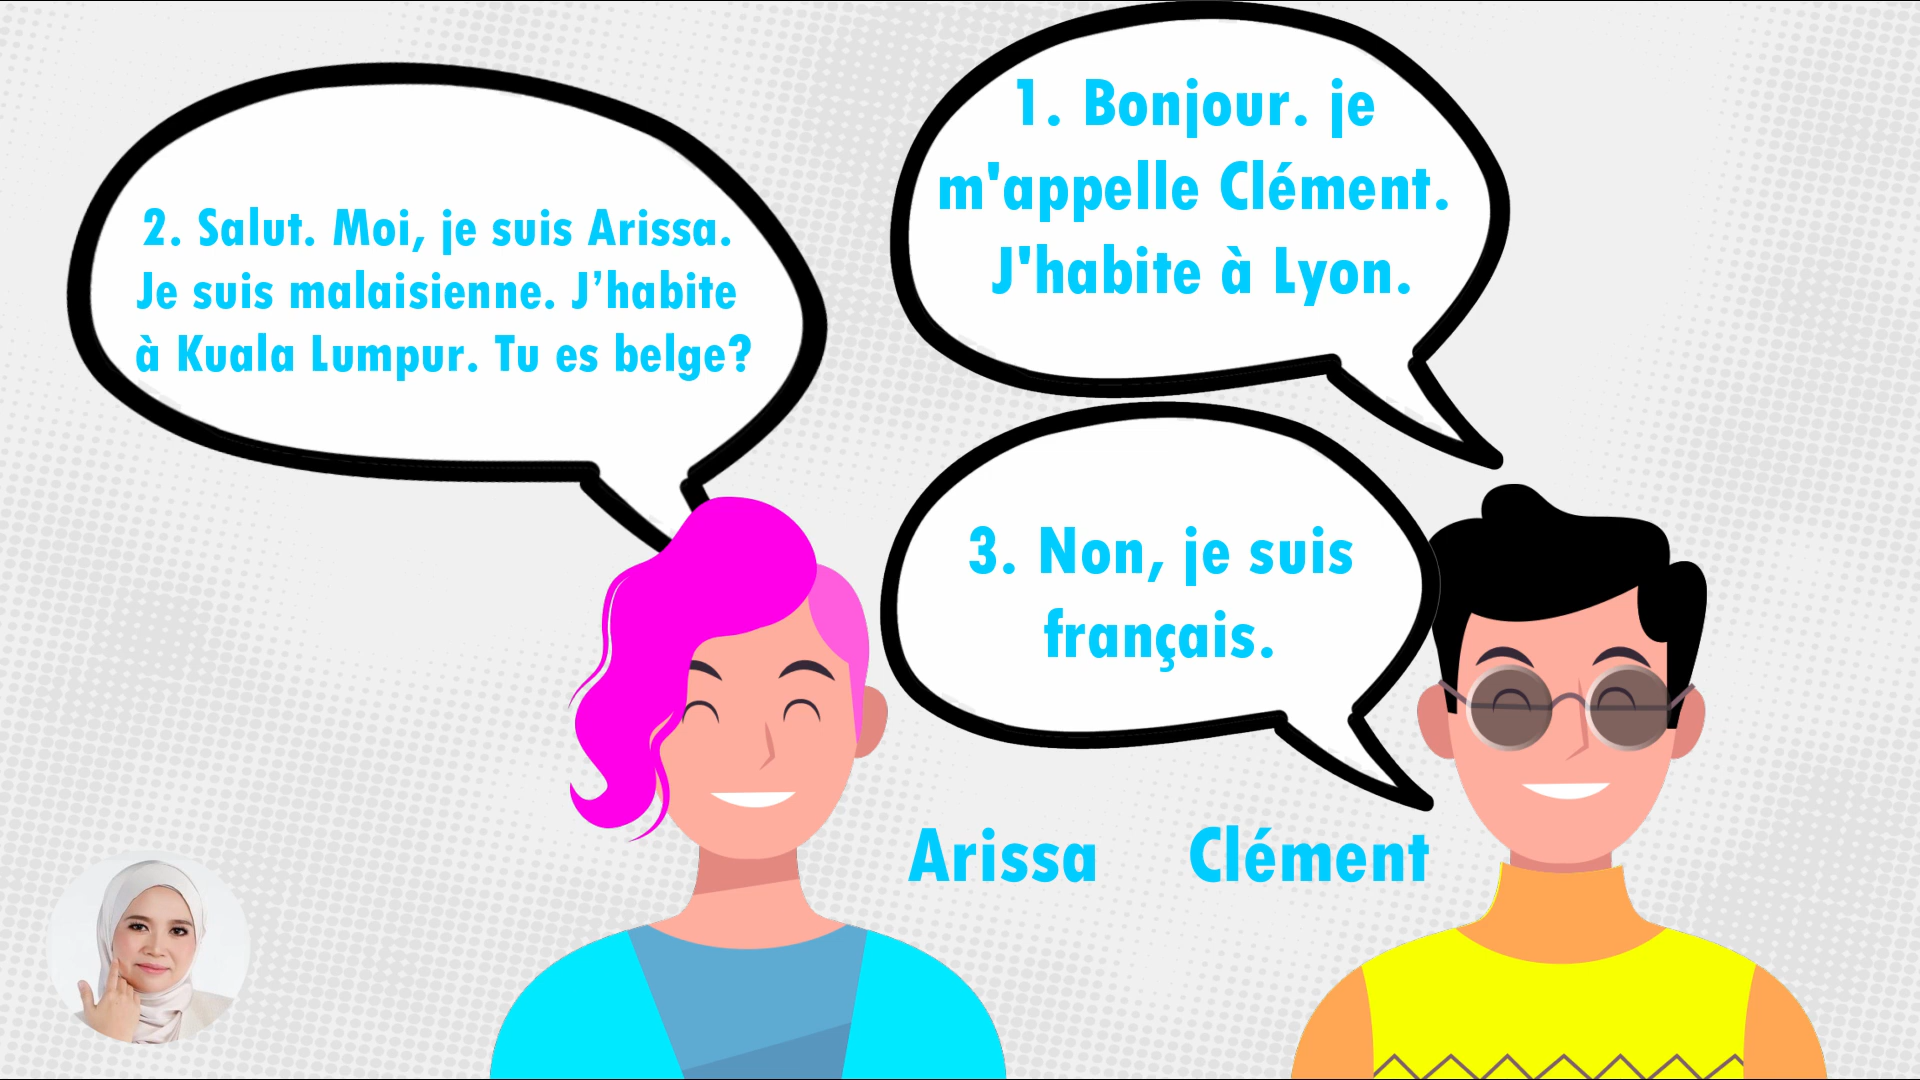 1. Bonjour. je
m'appelle Clément.
J'habite à Lyon.
2. Salut. Moi, je suis Arissa.
Je suis malaisienne. J’habite
à Kuala Lumpur. Tu es belge?
3. Non, je suis
français.
Arissa
Clément